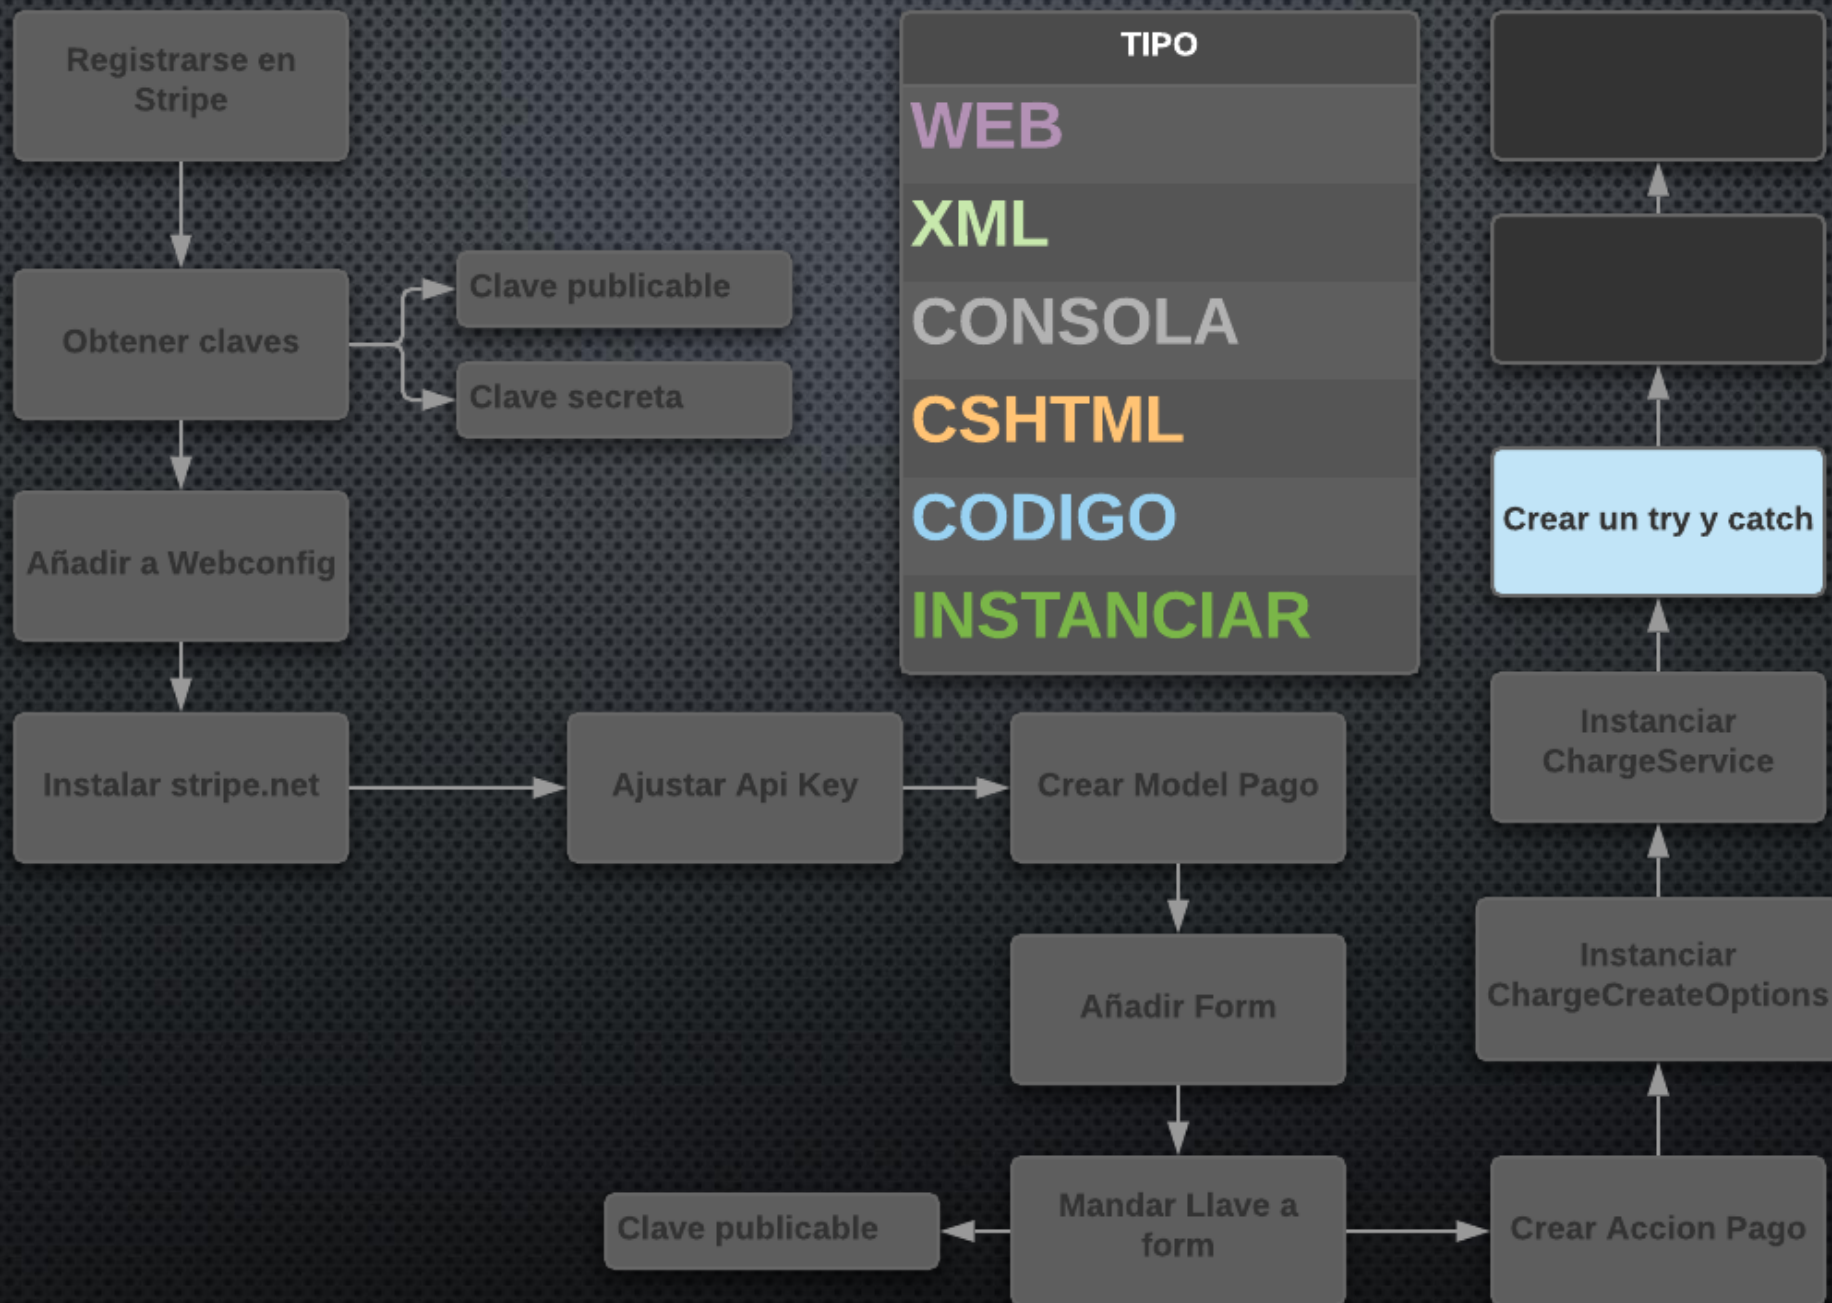 Registrarse en
Stripe
Obtener claves
Clave publicable
Clave secreta
Añadir a Webconfig
Instalar stripe.net
Ajustar Api Key
Crear Model Pago
Añadir Form
Mandar Llave a
form
Clave publicable
Crear Accion Pago
Instanciar
ChargeCreateOptions
Instanciar
ChargeService
Crear un try y catch
TIPO
WEB
XML
CONSOLA
CSHTML
CODIGO
INSTANCIAR